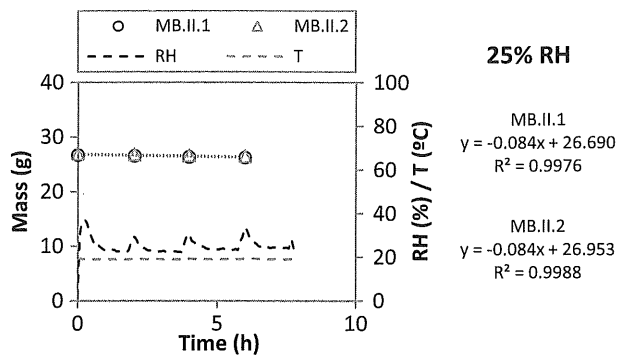 MB.II.1 MB.II.2
RH T
25% RH
40 100
30 80
20 60
10 40
0 20
0
0 5 10
Mass (g)
RH (%) / T (ºC)
Time (h)
MB.II.1
y = -0.084x + 26.690
R² = 0.9976
MB.II.2
y = -0.084x + 26.953
R² = 0.9988